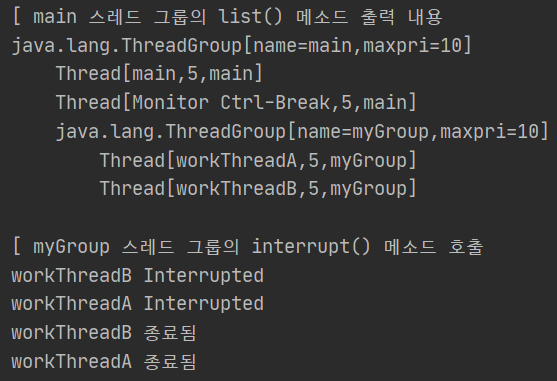 [ main 스레드 그룹의 list() 메소드 출력 내용
java.lang.ThreadGroup[name=main,maxpri=10]
    Thread[main,5,main]
    Thread[Monitor Ctrl-Break,5,main]
    java.lang.ThreadGroup[name=myGroup,maxpri=10]
        Thread[workThreadA,5,myGroup]
        Thread[workThreadB,5,myGroup]

[ myGroup 스레드 그룹의 interrupt() 메소드 호출
workThreadB Interrupted
workThreadA Interrupted
workThreadB 종료됨
workThreadA 종료됨